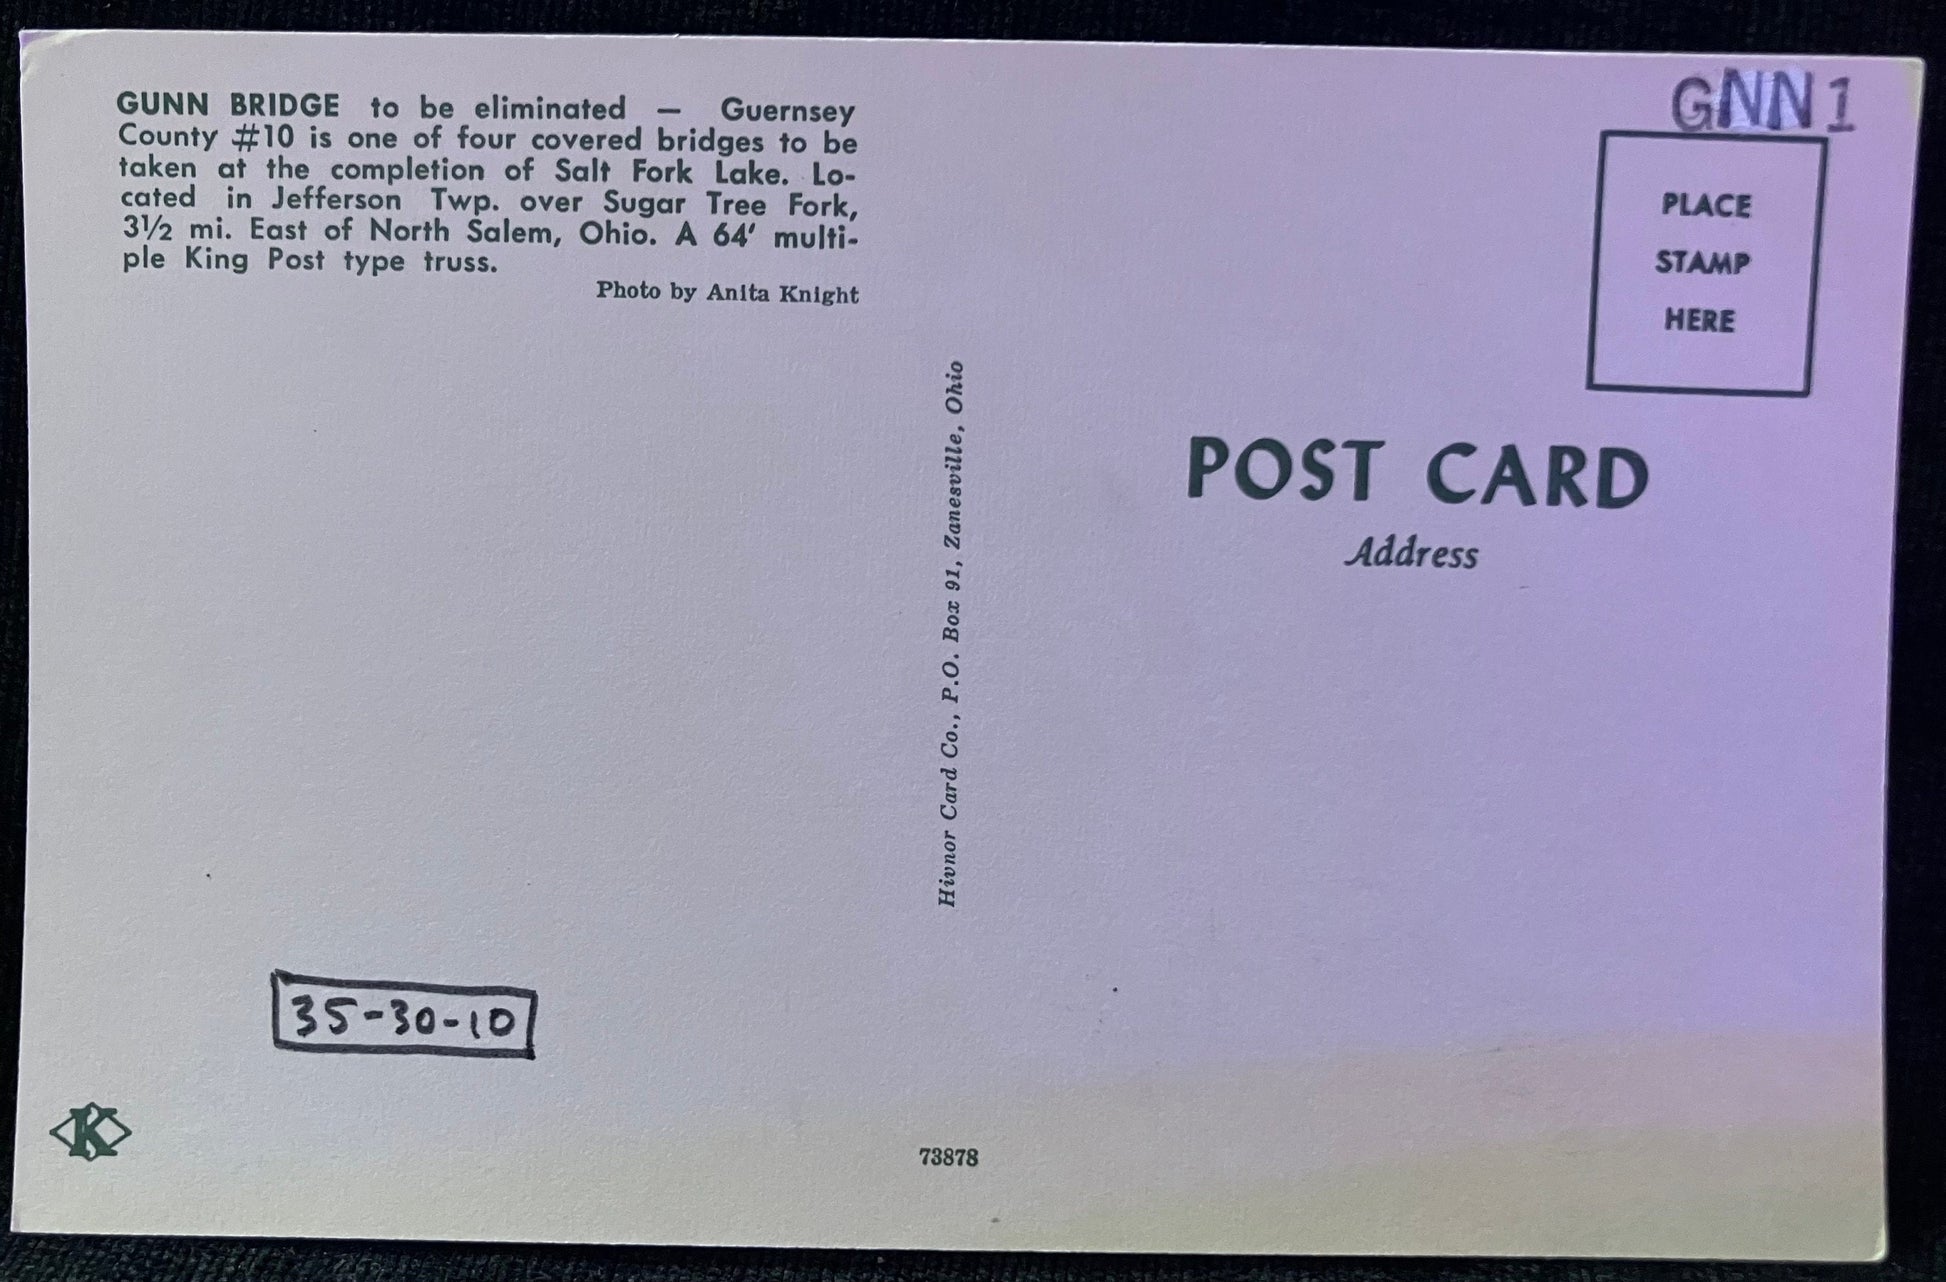 GUNN BRIDGE to be eliminated — Guernsey
County #10 is one of four covered bridges to be
taken at the completion of Salt Fork Lake. Lo-
cated in Jefferson Twp. over Sugar Tree Fork,
3½ mi. East of North Salem, Ohio. A 64' multi-
ple King Post type truss.
Photo by Anita Knight
GNN1
PLACE
STAMP
HERE
Hivnor Card Co., P.O. Box 91, Zanesville, Ohio
POST CARD
Address
35-30-10
K
73878